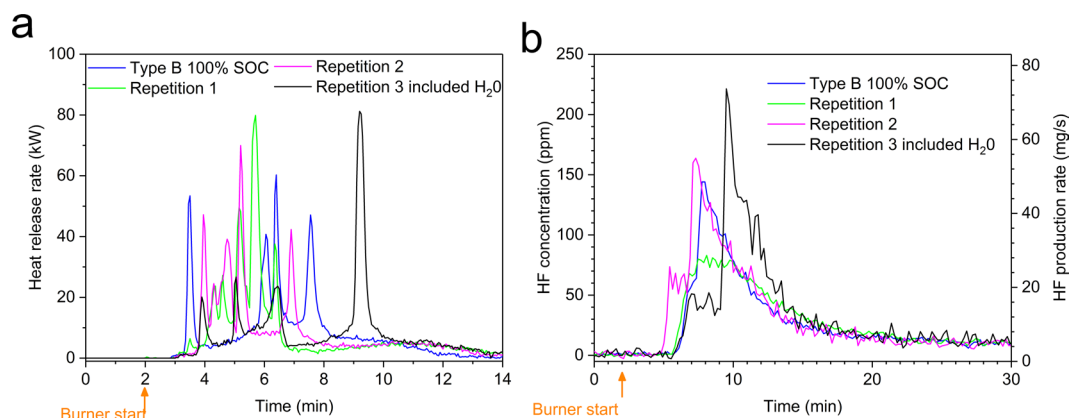 a
100
80
60
40
20
0
Heat release rate (kW)
Type B 100% SOC
Repetition 1
Repetition 2
Repetition 3 included H₂0
0 2 4 6 8 10 12 14
Burner start
Time (min)
b
250
200
150
100
50
0
HF concentration (ppm)
Type B 100% SOC
Repetition 1
Repetition 2
Repetition 3 included H₂0
80
60
40
20
0
HF production rate (mg/s)
0 10 20 30
Burner start
Time (min)